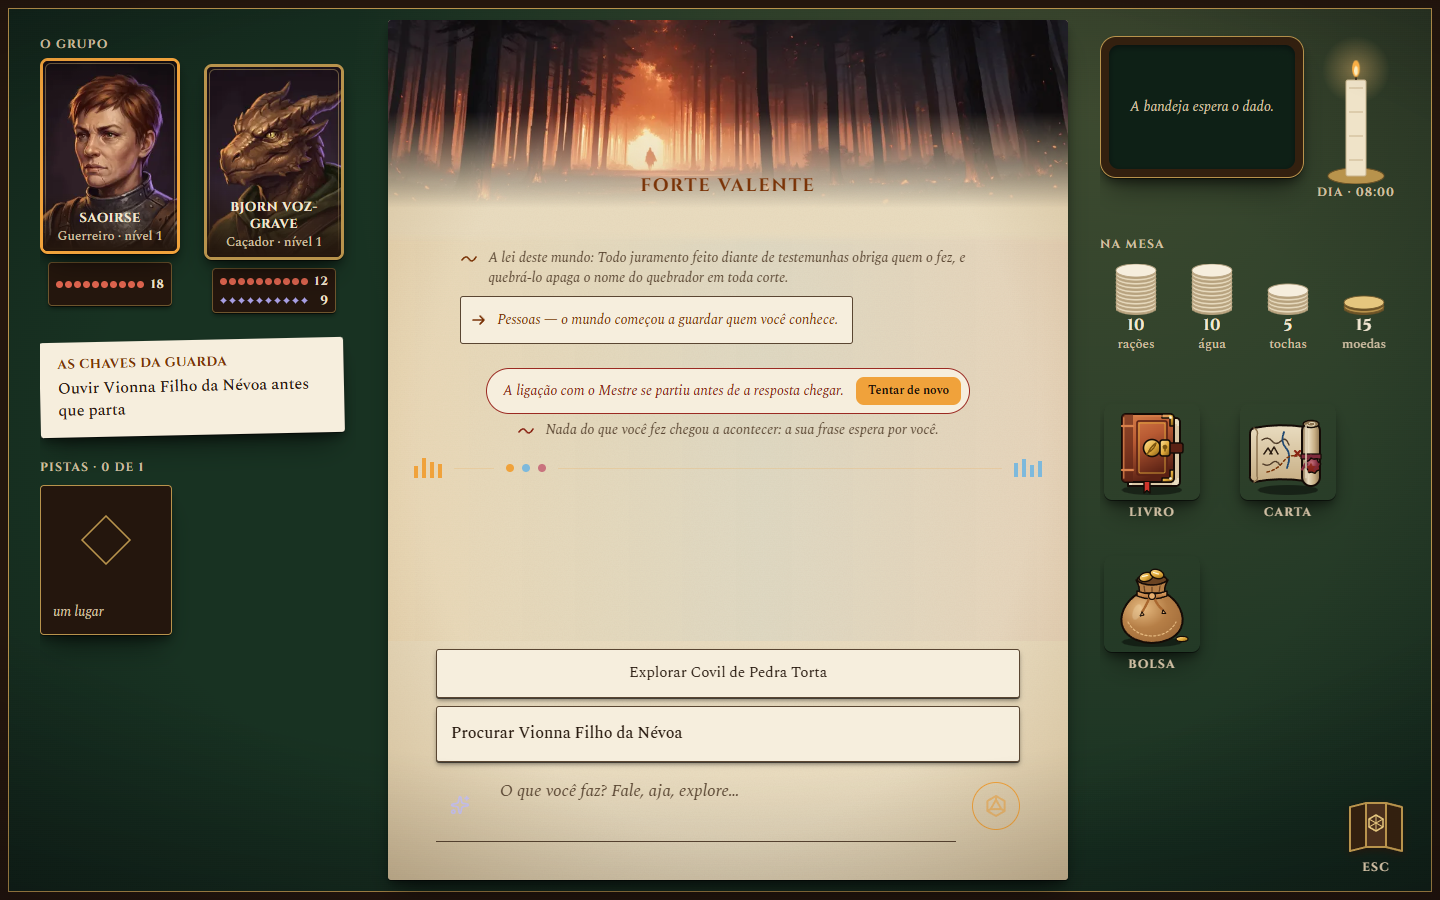 O GRUPO
SAOIRSE
Guerreiro · nível 1
18
BJORN VOZ-
GRAVE
Caçador · nível 1
12
9
AS CHAVES DA GUARDA
Ouvir Vionna Filho da Névoa antes
que parta
PISTAS · 0 DE 1
um lugar
FORTE VALENTE
A lei deste mundo: Todo juramento feito diante de testemunhas obriga quem o fez, e
quebrá-lo apaga o nome do quebrador em toda corte.
Pessoas — o mundo começou a guardar quem você conhece.
A ligação com o Mestre se partiu antes de a resposta chegar.
Tentar de novo
Nada do que você fez chegou a acontecer: a sua frase espera por você.
Explorar Covil de Pedra Torta
Procurar Vionna Filho da Névoa
O que você faz? Fale, aja, explore...
A bandeja espera o dado.
DIA · 08:00
NA MESA
10
rações
10
água
5
tochas
15
moedas
LIVRO
CARTA
BOLSA
ESC